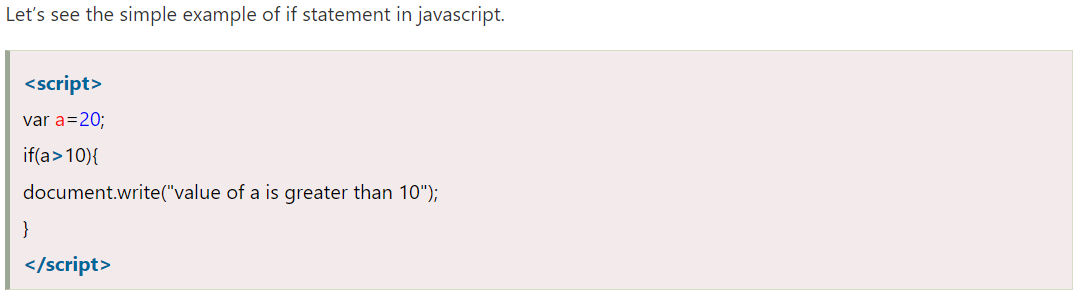 Let's see the simple example of if statement in javascript.
<script>
var a=20;
if(a>10){
document.write("value of a is greater than 10");
}
</script>